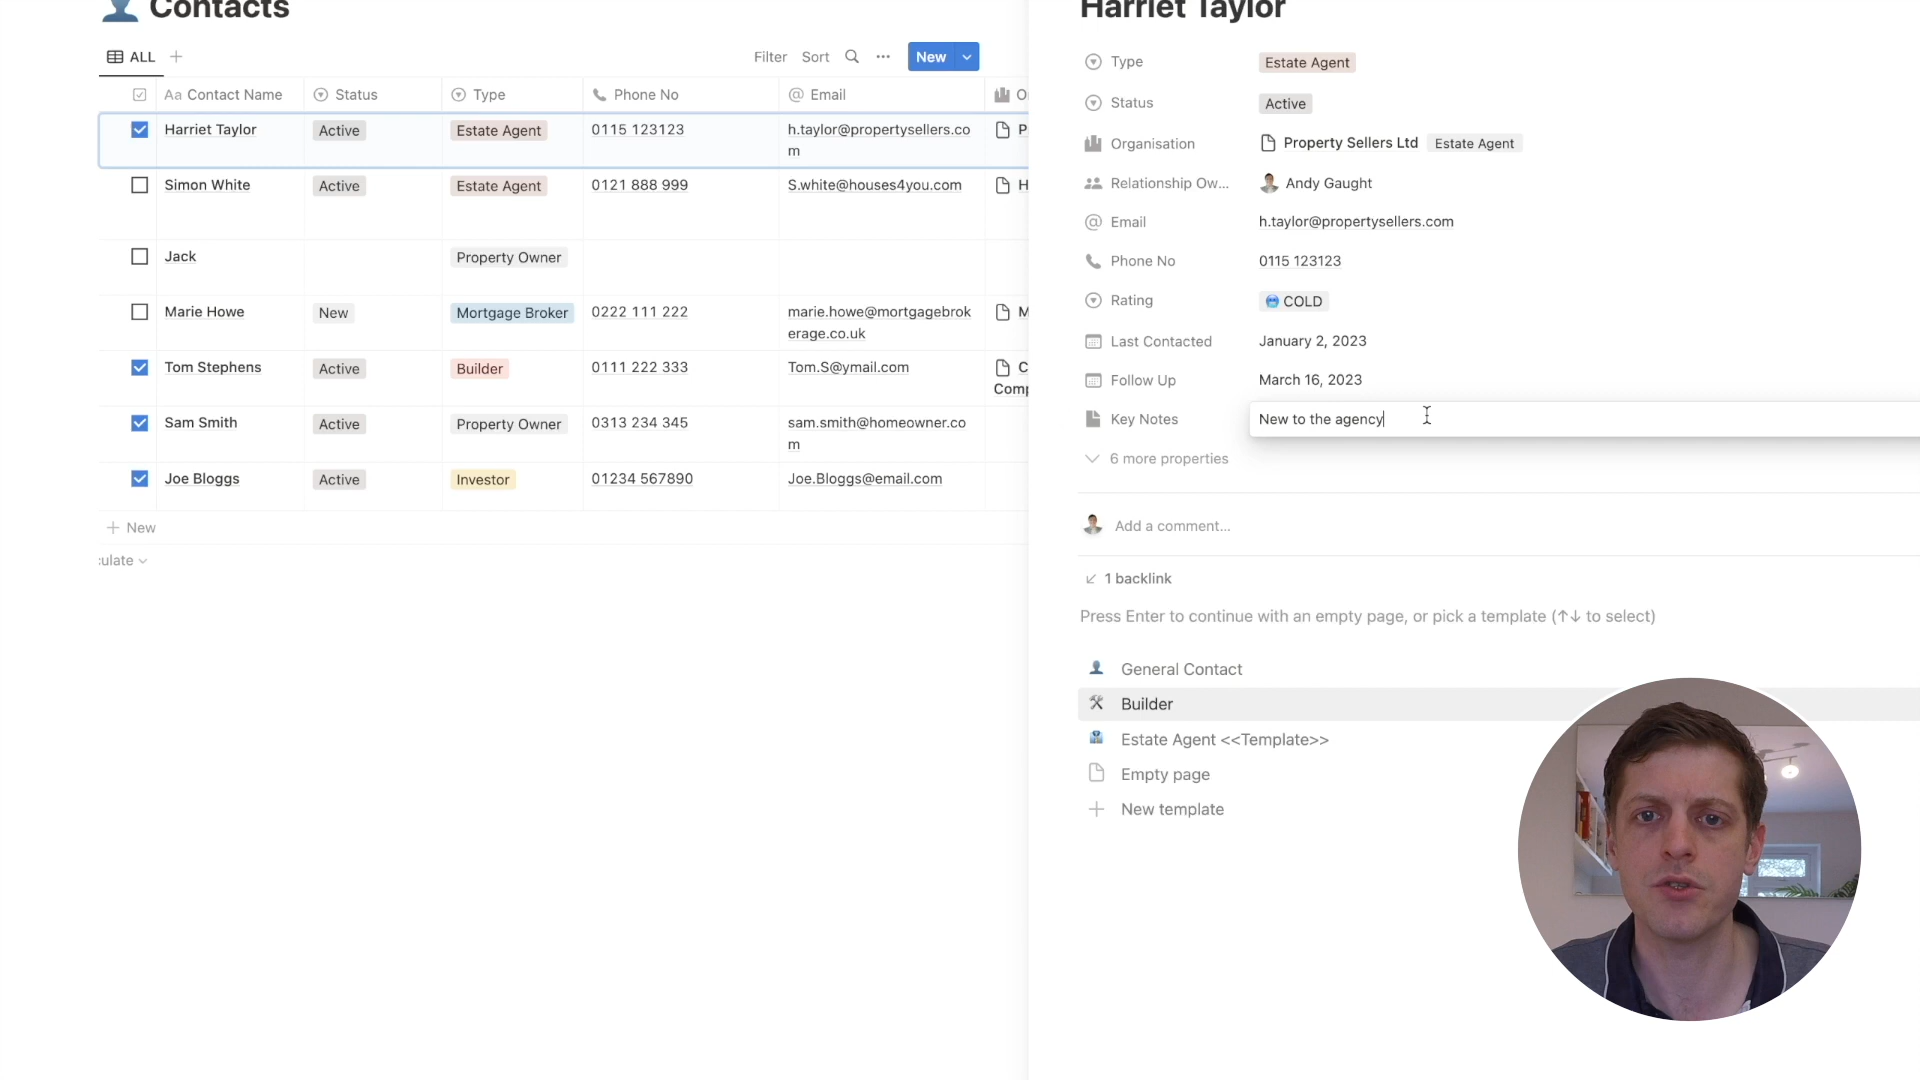 Contacts
ALL
Filter Sort New
Aa Contact Name Status Type Phone No Email O
Harriet Taylor Active Estate Agent 0115 123123 h.taylor@propertysellers.co P
m
Simon White Active Estate Agent 0121 888 999 S.white@houses4you.com H
Jack Property Owner
Marie Howe New Mortgage Broker 0222 111 222 marie.howe@mortgagebrok M
erage.co.uk
Tom Stephens Active Builder 0111 222 333 Tom.S@ymail.com C
Comp
Sam Smith Active Property Owner 0313 234 345 sam.smith@homeowner.co
m
Joe Bloggs Active Investor 01234 567890 Joe.Bloggs@email.com
+ New
culate
Harriet Taylor
Type Estate Agent
Status Active
Organisation Property Sellers Ltd Estate Agent
Relationship Ow... Andy Gaught
Email h.taylor@propertysellers.com
Phone No 0115 123123
Rating 🥶 COLD
Last Contacted January 2, 2023
Follow Up March 16, 2023
Key Notes New to the agency
6 more properties
Add a comment...
1 backlink
Press Enter to continue with an empty page, or pick a template (↑↓ to select)
General Contact
Builder
Estate Agent <<Template>>
Empty page
New template